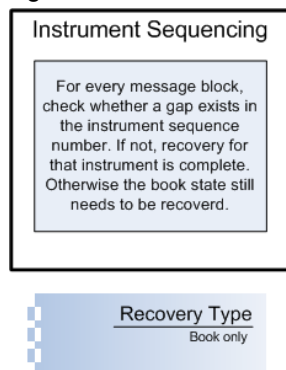 Instrument Sequencing
For every message block,
check whether a gap exists in
the instrument sequence
number. If not, recovery for
that instrument is complete.
Otherwise the book state still
needs to be recoverd.
Recovery Type
Book only